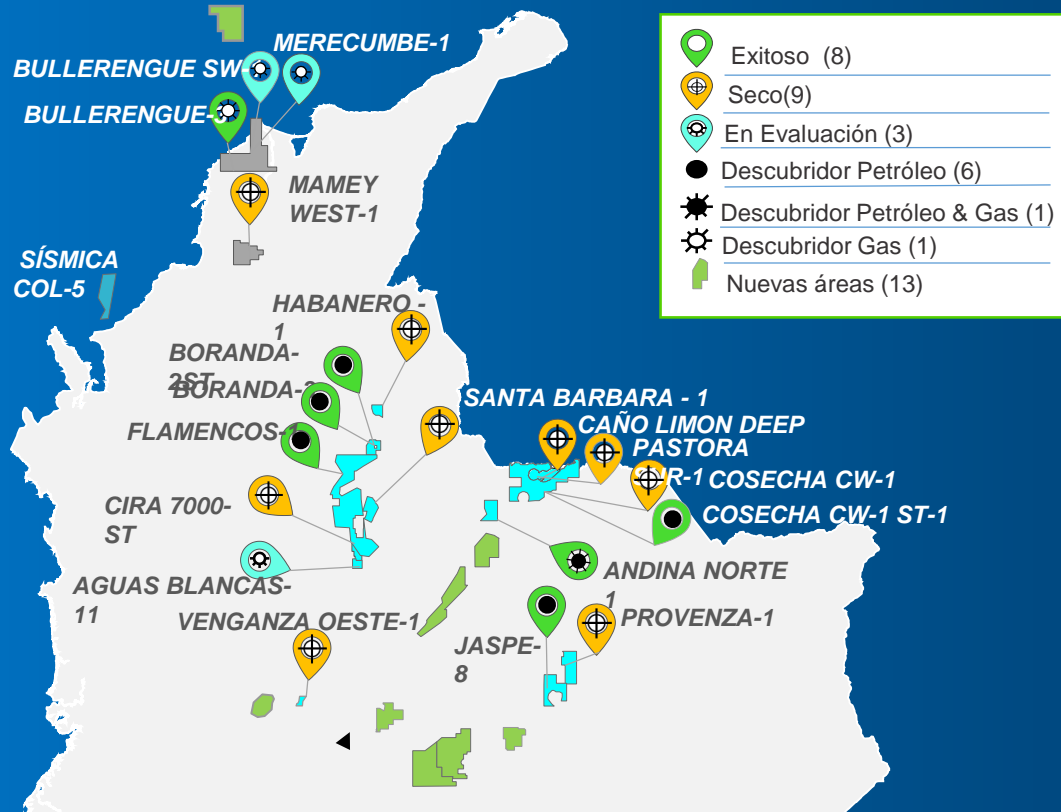 MERECUMBE-1
BULLERENGUE SW-
BULLERENGUE-
MAMEY
WEST-1
SÍSMICA
COL-5
HABANERO -
1
BORANDA-
2ST
BORANDA-
FLAMENCOS-1
SANTA BARBARA - 1
CAÑO LIMON DEEP
PASTORA
SUR-1
COSECHA CW-1
COSECHA CW-1 ST-1
CIRA 7000-
ST
AGUAS BLANCAS-
11
VENGANZA OESTE-1
ANDINA NORTE
1
PROVENZA-1
JASPE-
8
Exitoso (8)
Seco(9)
En Evaluación (3)
Descubridor Petróleo (6)
Descubridor Petróleo & Gas (1)
Descubridor Gas (1)
Nuevas áreas (13)